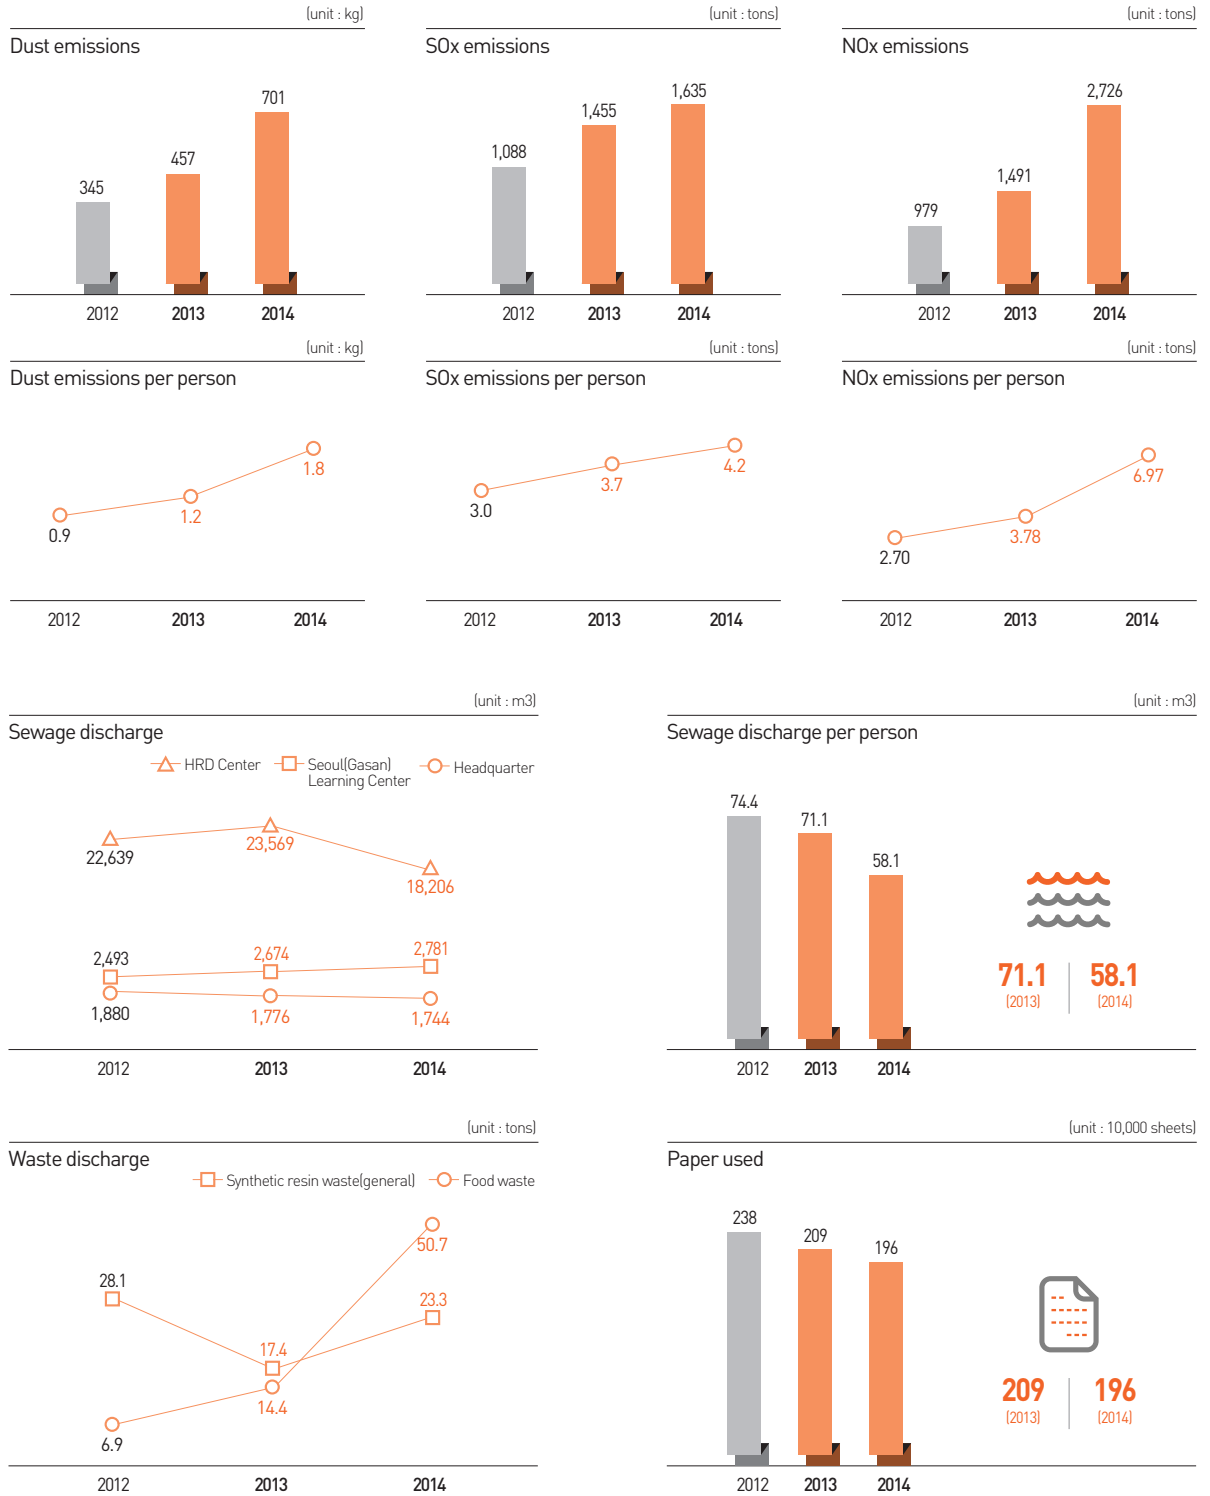 (unit : kg)
Dust emissions
345
457
701
2012
2013
2014
(unit : tons)
SOx emissions
1,088
1,455
1,635
2012
2013
2014
(unit : tons)
NOx emissions
979
1,491
2,726
2012
2013
2014
(unit : kg)
Dust emissions per person
0.9
1.2
1.8
2012
2013
2014
(unit : tons)
SOx emissions per person
3.0
3.7
4.2
2012
2013
2014
(unit : tons)
NOx emissions per person
2.70
3.78
6.97
2012
2013
2014
(unit : m3)
Sewage discharge
HRD Center
Seoul(Gasan)
Learning Center
Headquarter
22,639
23,569
18,206
2,493
2,674
2,781
1,880
1,776
1,744
2012
2013
2014
(unit : m3)
Sewage discharge per person
74.4
71.1
58.1
2012
2013
2014
71.1
(2013)
58.1
(2014)
(unit : tons)
Waste discharge
Synthetic resin waste(general)
Food waste
28.1
17.4
23.3
6.9
14.4
50.7
2012
2013
2014
(unit : 10,000 sheets)
Paper used
238
209
196
2012
2013
2014
209
(2013)
196
(2014)